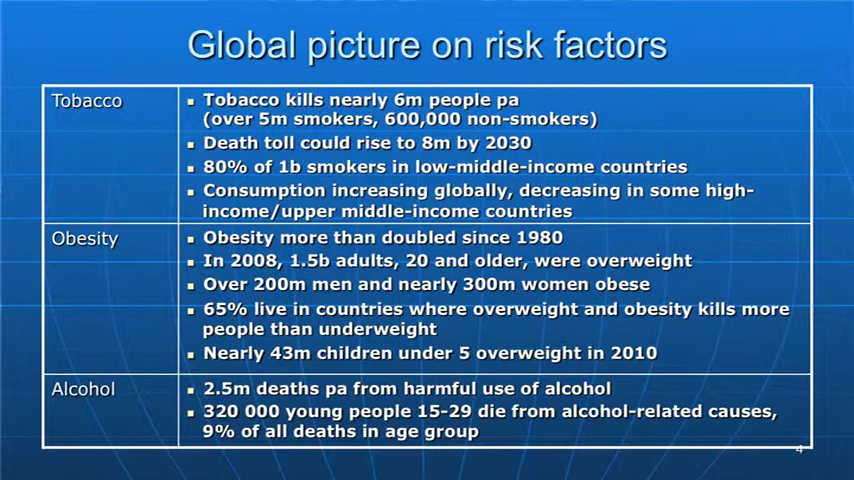 Global picture on risk factors
Tobacco
▪ Tobacco kills nearly 6m people pa
(over 5m smokers, 600,000 non-smokers)
▪ Death toll could rise to 8m by 2030
▪ 80% of 1b smokers in low-middle-income countries
▪ Consumption increasing globally, decreasing in some high-
income/upper middle-income countries
Obesity
▪ Obesity more than doubled since 1980
▪ In 2008, 1.5b adults, 20 and older, were overweight
▪ Over 200m men and nearly 300m women obese
▪ 65% live in countries where overweight and obesity kills more
people than underweight
▪ Nearly 43m children under 5 overweight in 2010
Alcohol
▪ 2.5m deaths pa from harmful use of alcohol
▪ 320 000 young people 15-29 die from alcohol-related causes,
9% of all deaths in age group
4